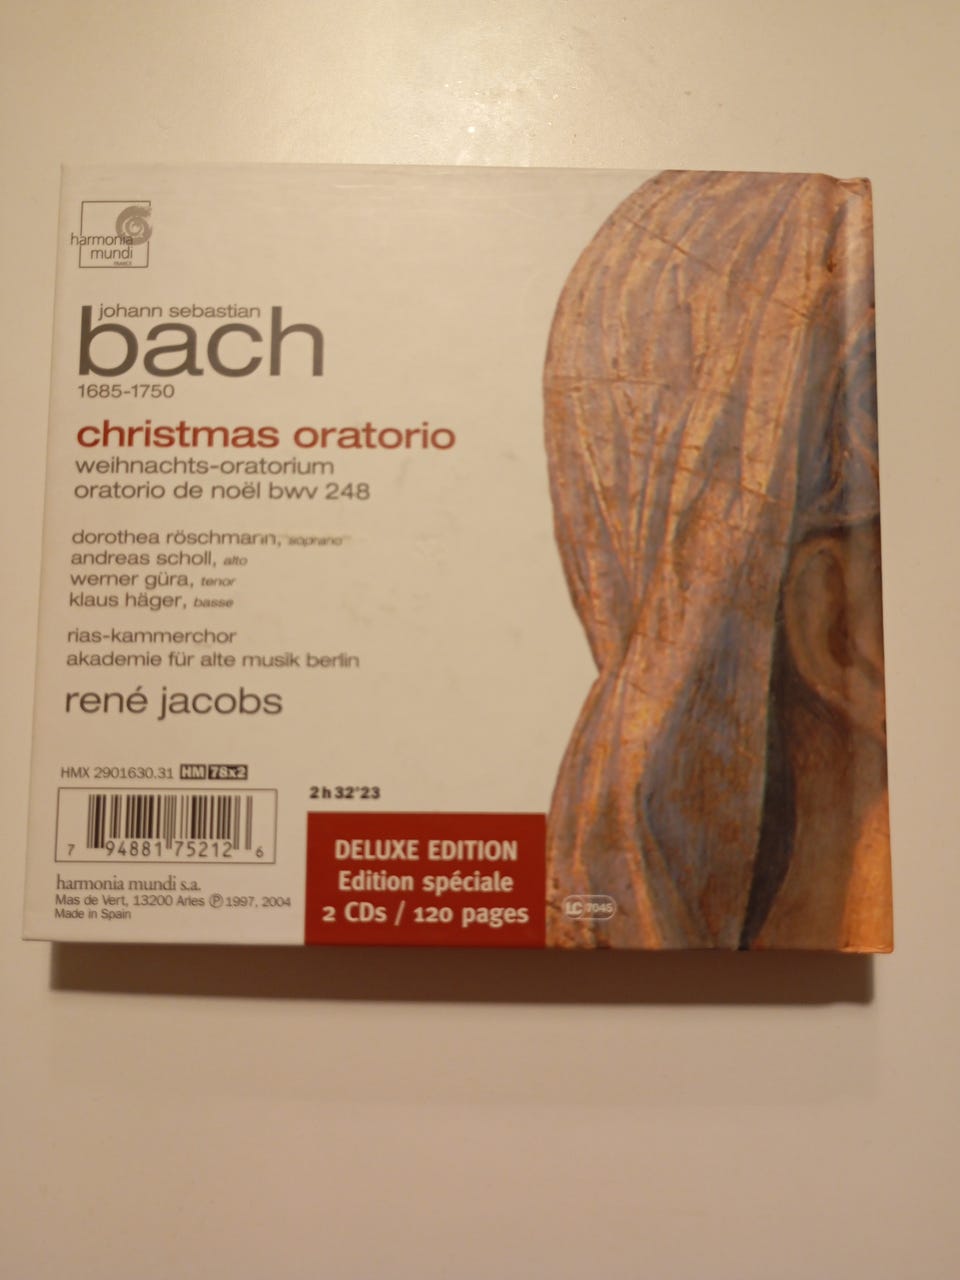 harmonia
mundi
FRANCE
johann sebastian
bach
1685-1750
christmas oratorio
weihnachts-oratorium
oratorio de noël bwv 248
dorothea röschmann, soprano
andreas scholl, alto
werner güra, tenor
klaus häger, basse
rias-kammerchor
akademie für alte musik berlin
rené jacobs
HMX 2901630.31 HM 78x2
2 h 32'23
7 94881 75212 6
DELUXE EDITION
Edition spéciale
2 CDs / 120 pages
harmonia mundi s.a.
Mas de Vert, 13200 Arles ℗ 1997, 2004
Made in Spain
LC 7045